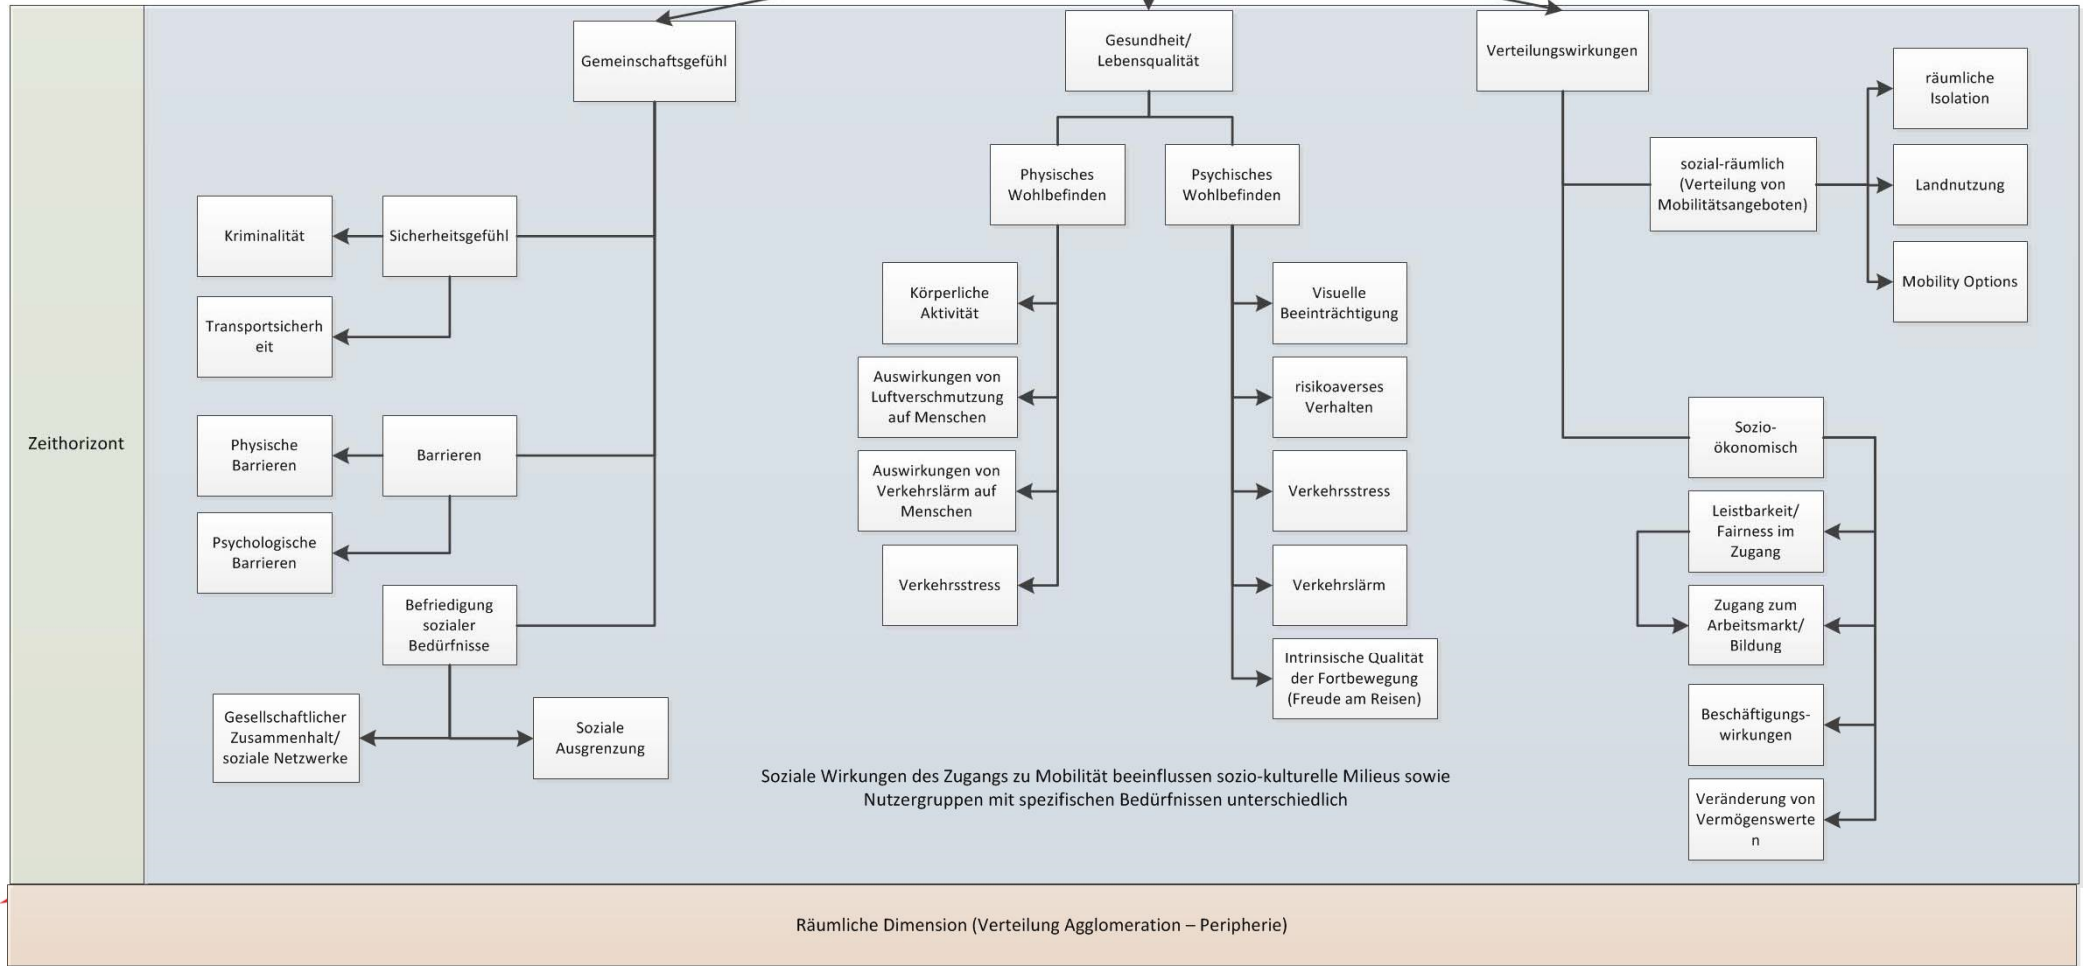 Gemeinschaftsgefühl
Gesundheit/
Lebensqualität
Verteilungswirkungen
räumliche
Isolation
sozial-räumlich
(Verteilung von
Mobilitätsangeboten)
Landnutzung
Mobility Options
Physisches
Wohlbefinden
Psychisches
Wohlbefinden
Kriminalität
Sicherheitsgefühl
Transportsicherh
eit
Körperliche
Aktivität
Visuelle
Beeinträchtigung
Auswirkungen von
Luftverschmutzung
auf Menschen
risikoaverses
Verhalten
Zeithorizont
Physische
Barrieren
Barrieren
Auswirkungen von
Verkehrslärm auf
Menschen
Verkehrsstress
Sozio-
ökonomisch
Leistbarkeit/
Fairness im
Zugang
Psychologische
Barrieren
Verkehrsstress
Verkehrslärm
Befriedigung
sozialer
Bedürfnisse
Zugang zum
Arbeitsmarkt/
Bildung
Intrinsische Qualität
der Fortbewegung
(Freude am Reisen)
Gesellschaftlicher
Zusammenhalt/
soziale Netzwerke
Soziale
Ausgrenzung
Beschäftigungs-
wirkungen
Soziale Wirkungen des Zugangs zu Mobilität beeinflussen sozio-kulturelle Milieus sowie
Nutzergruppen mit spezifischen Bedürfnissen unterschiedlich
Veränderung von
Vermögenswerte
n
Räumliche Dimension (Verteilung Agglomeration – Peripherie)